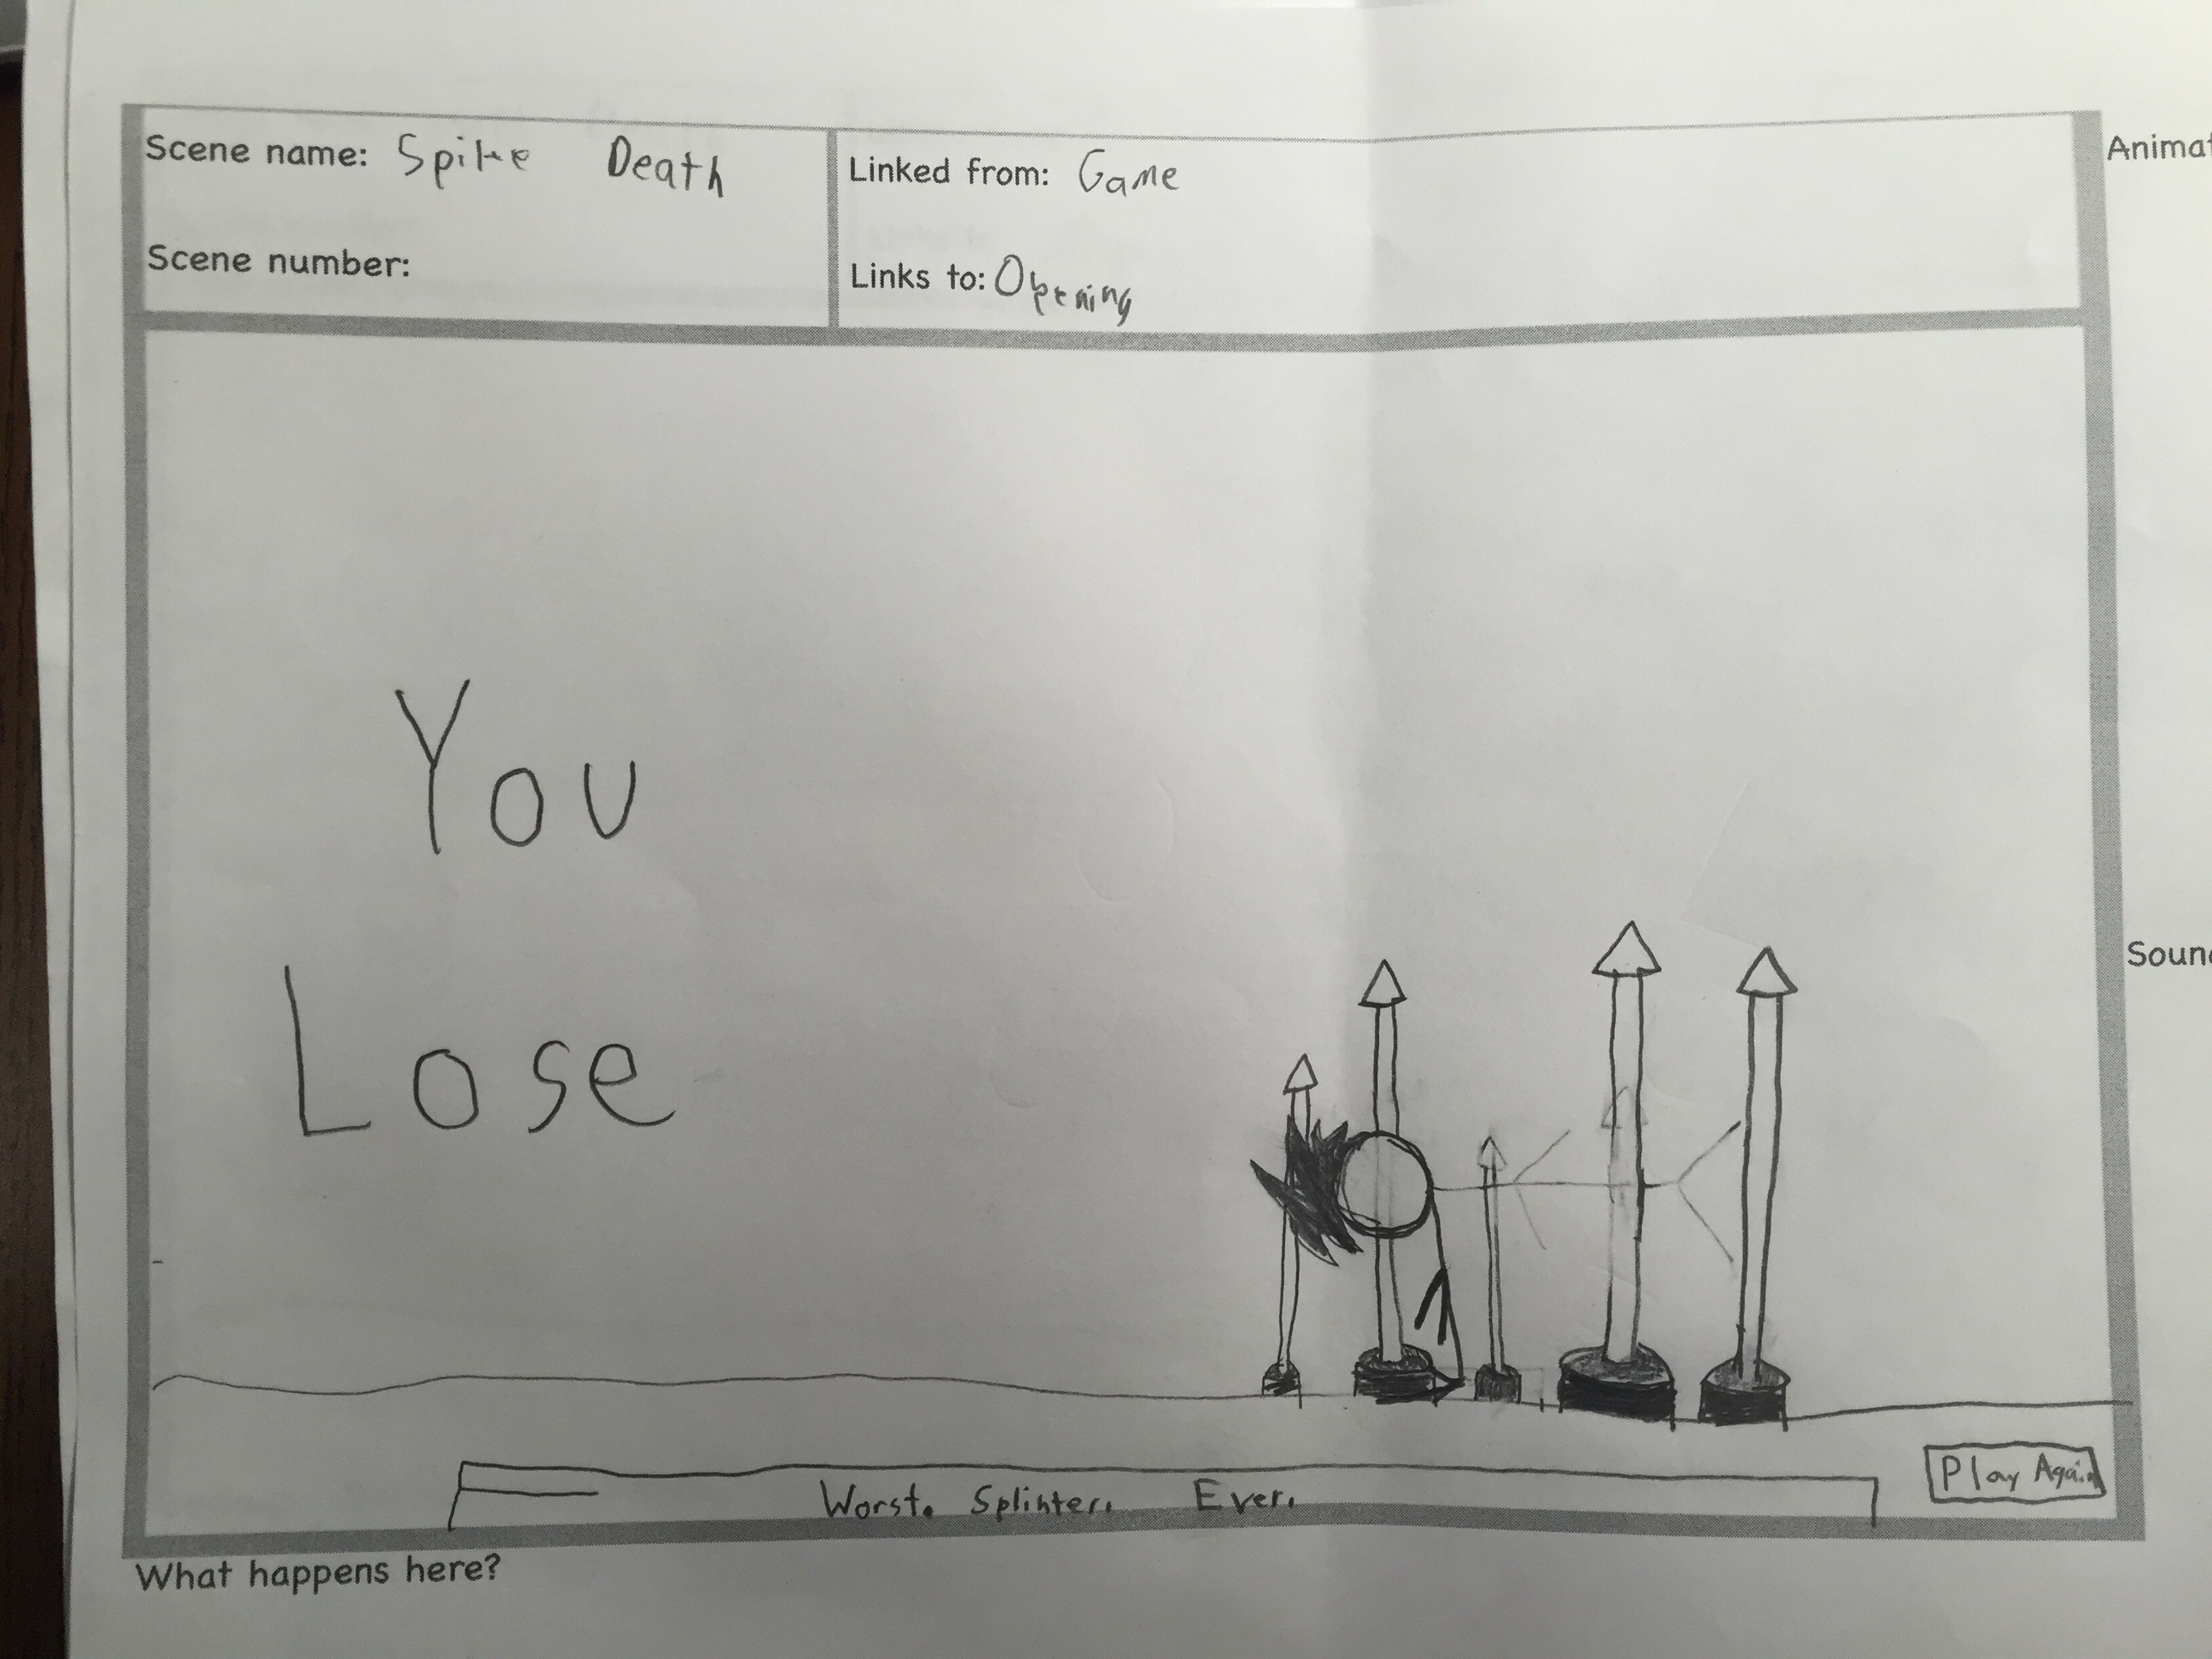 Scene name: Spike Death
Scene number:
Linked from: Game
Links to: Opening
Animat
You
Lose
Soun
Worst. Splinter. Ever.
Play Again
What happens here?